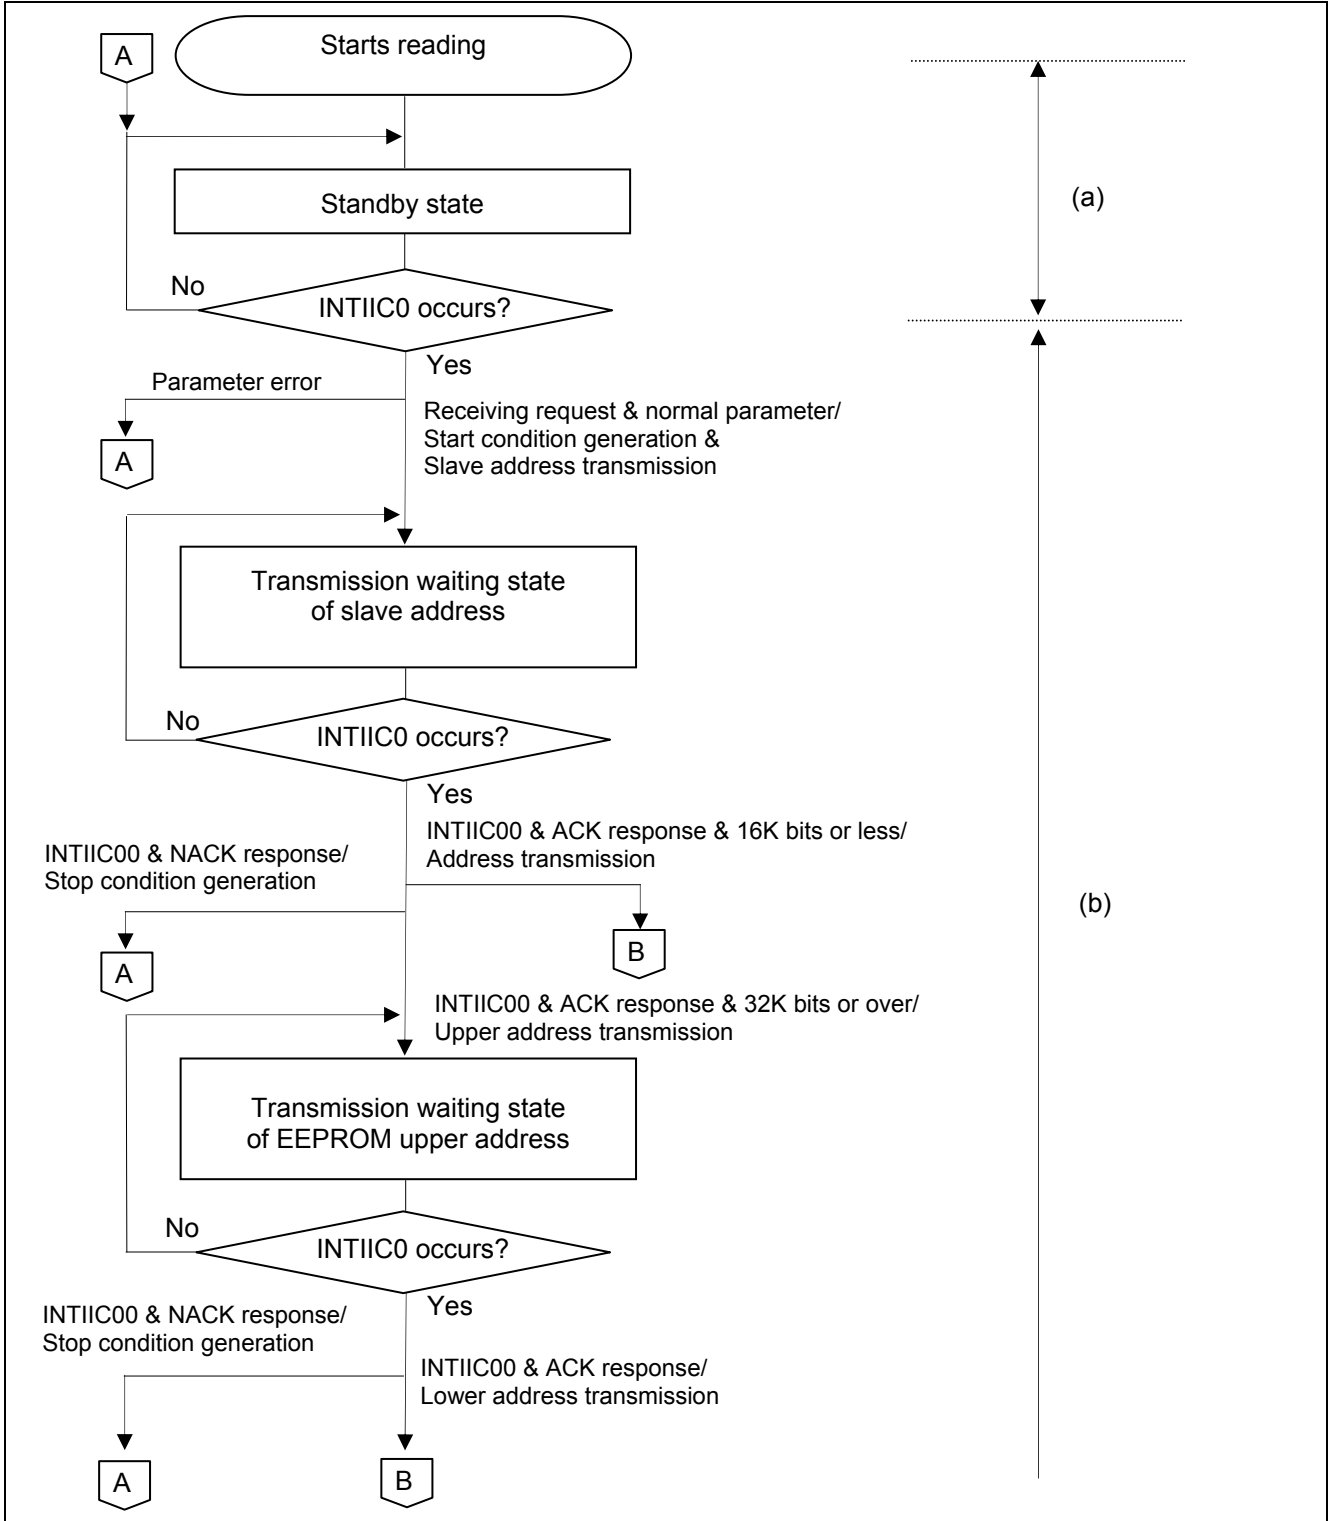 A
Starts reading
Standby state
(a)
No
INTIIC0 occurs?
Yes
Parameter error
Receiving request & normal parameter/
Start condition generation &
Slave address transmission
A
Transmission waiting state
of slave address
No
INTIIC0 occurs?
Yes
INTIIC00 & ACK response & 16K bits or less/
Address transmission
INTIIC00 & NACK response/
Stop condition generation
(b)
A
B
INTIIC00 & ACK response & 32K bits or over/
Upper address transmission
Transmission waiting state
of EEPROM upper address
No
INTIIC0 occurs?
Yes
INTIIC00 & NACK response/
Stop condition generation
INTIIC00 & ACK response/
Lower address transmission
A
B